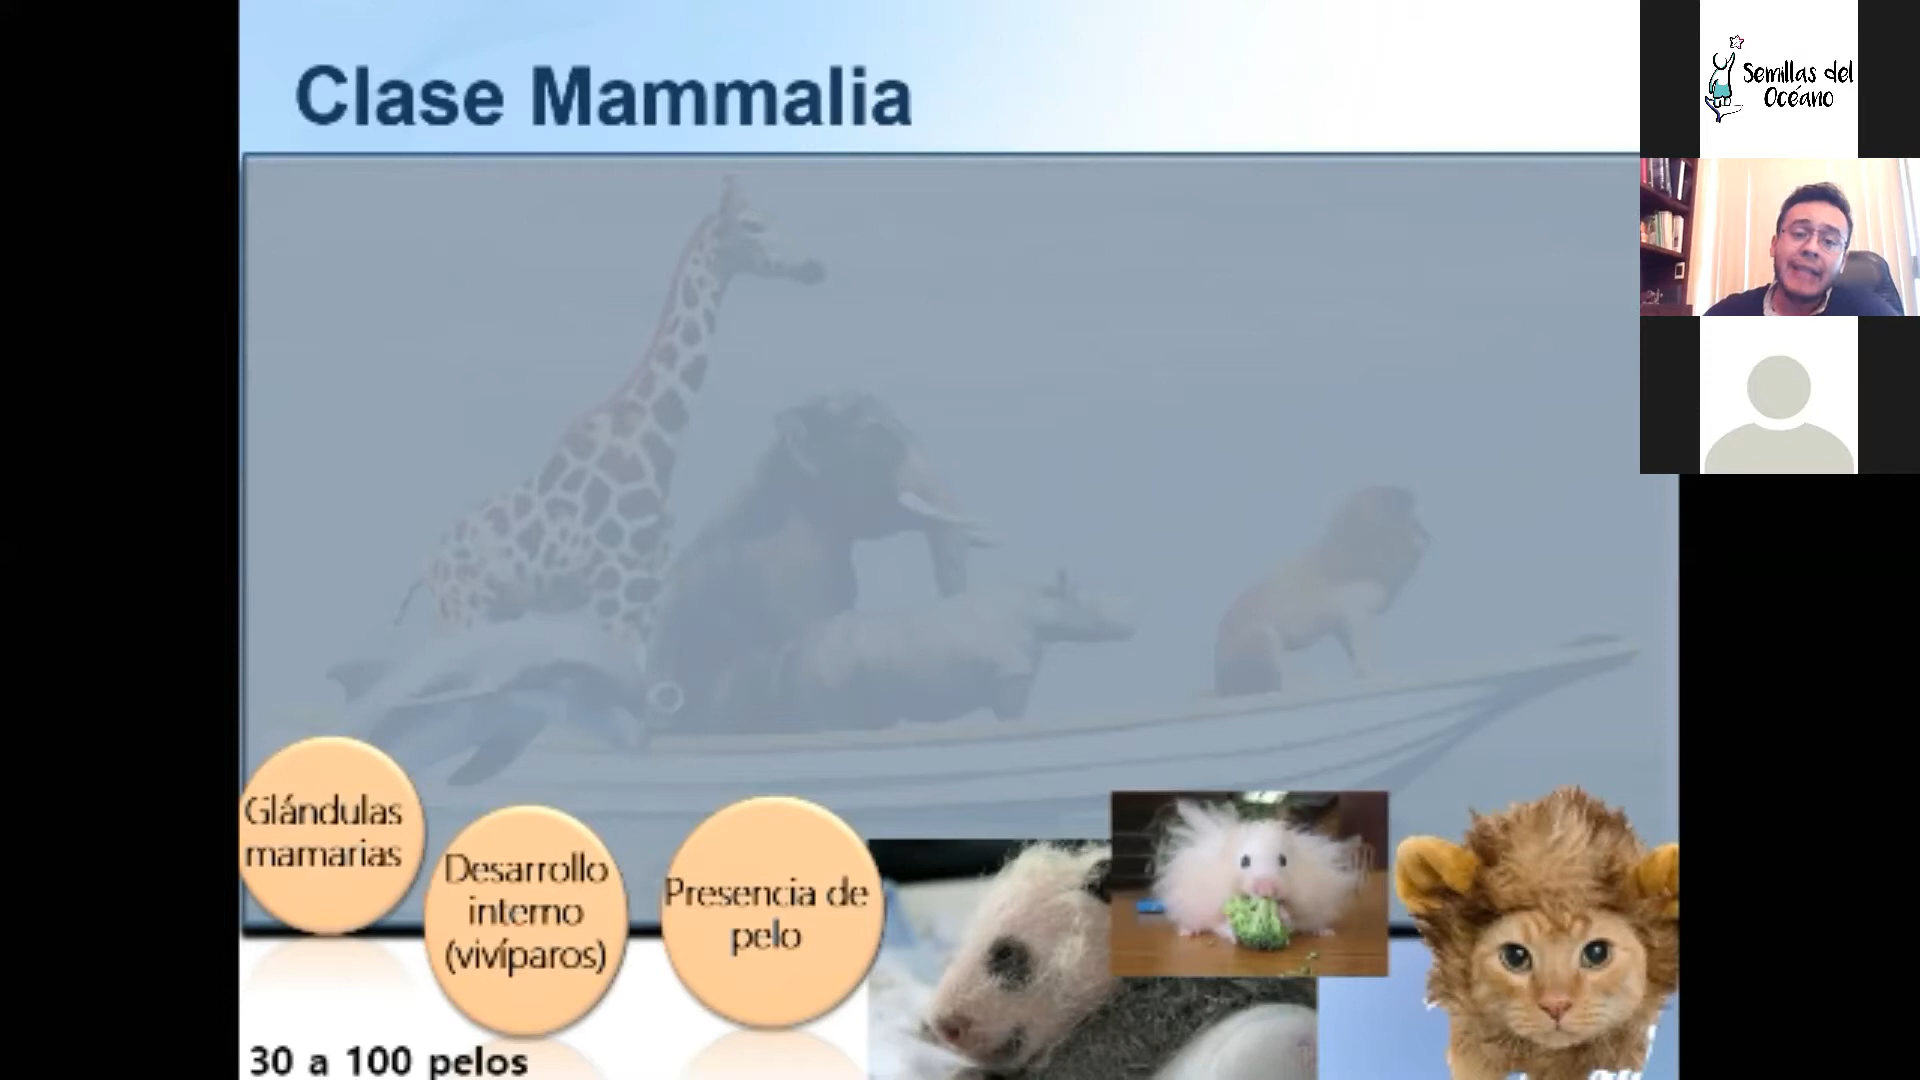 Clase Mammalia
Semillas del
Océano
Glándulas
mamarias
Desarrollo
interno
(vivíparos)
Presencia de
pelo
30 a 100 pelos